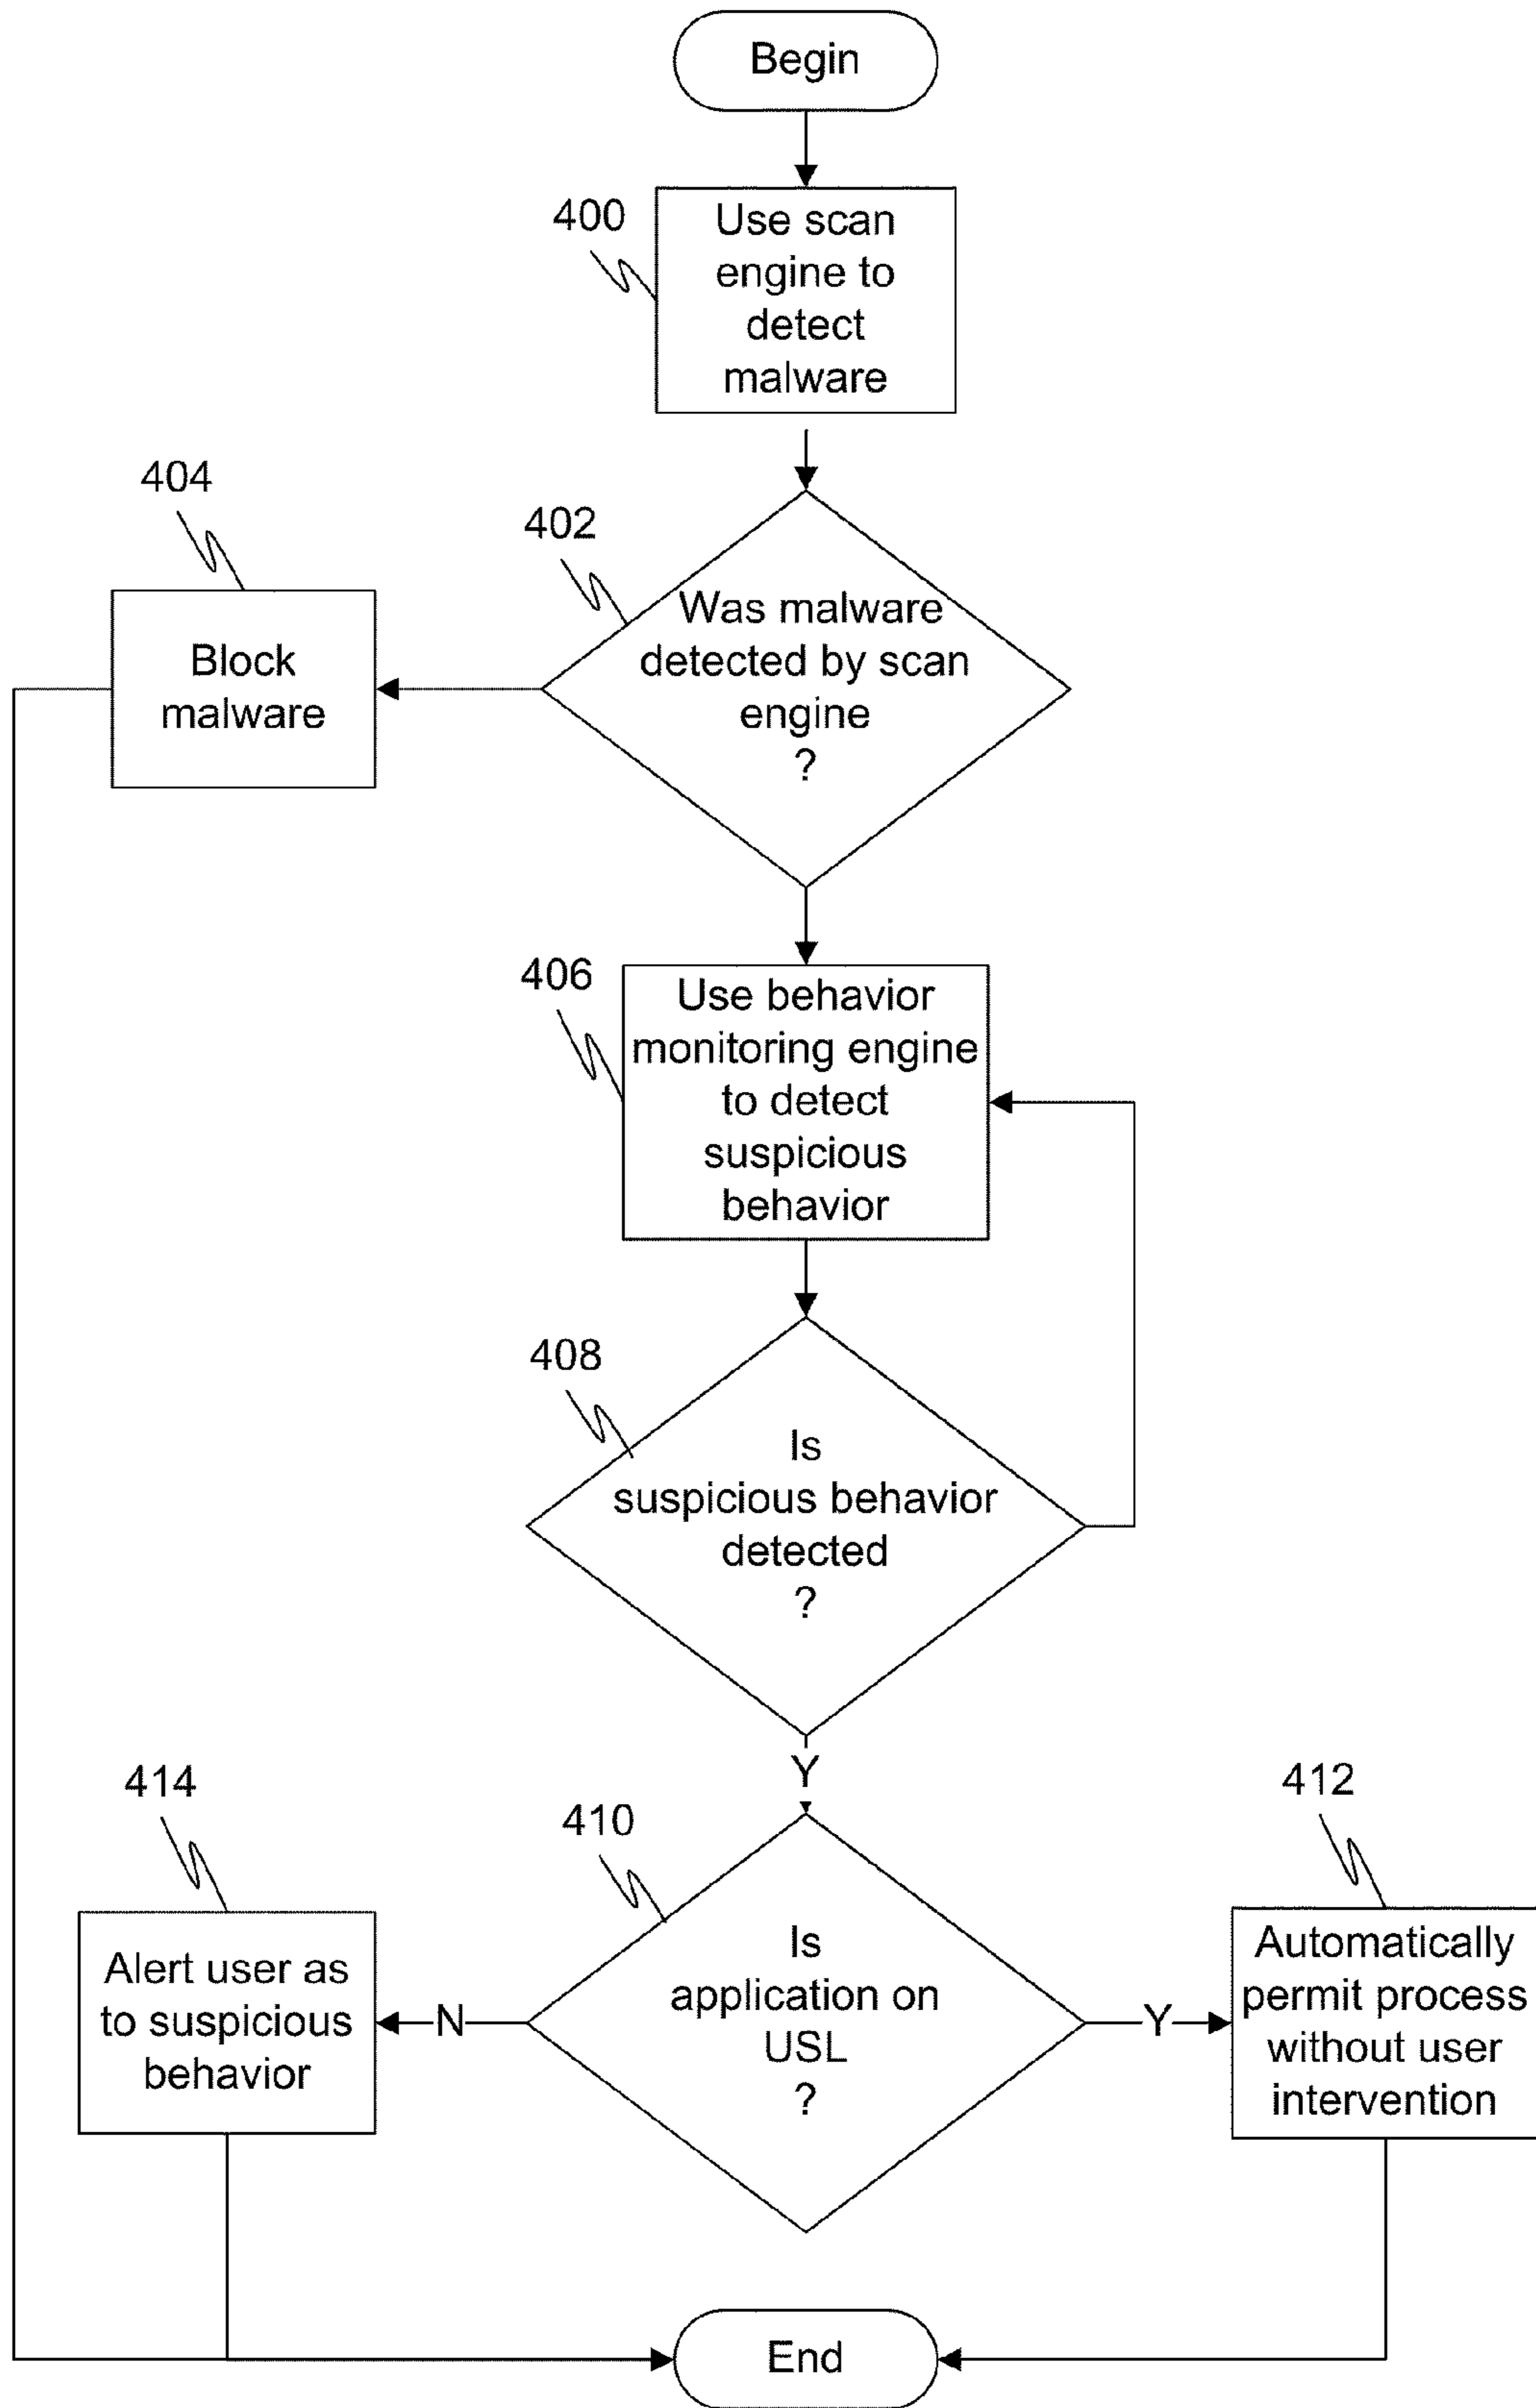 Begin
400
Use scan
engine to
detect
malware
404
402
Was malware
detected by scan
engine
?
Block
malware
406
Use behavior
monitoring engine
to detect
suspicious
behavior
408
Is
suspicious behavior
detected
?
Y
414
410
412
Is
application on
USL
?
N
Y
Alert user as
to suspicious
behavior
Automatically
permit process
without user
intervention
End